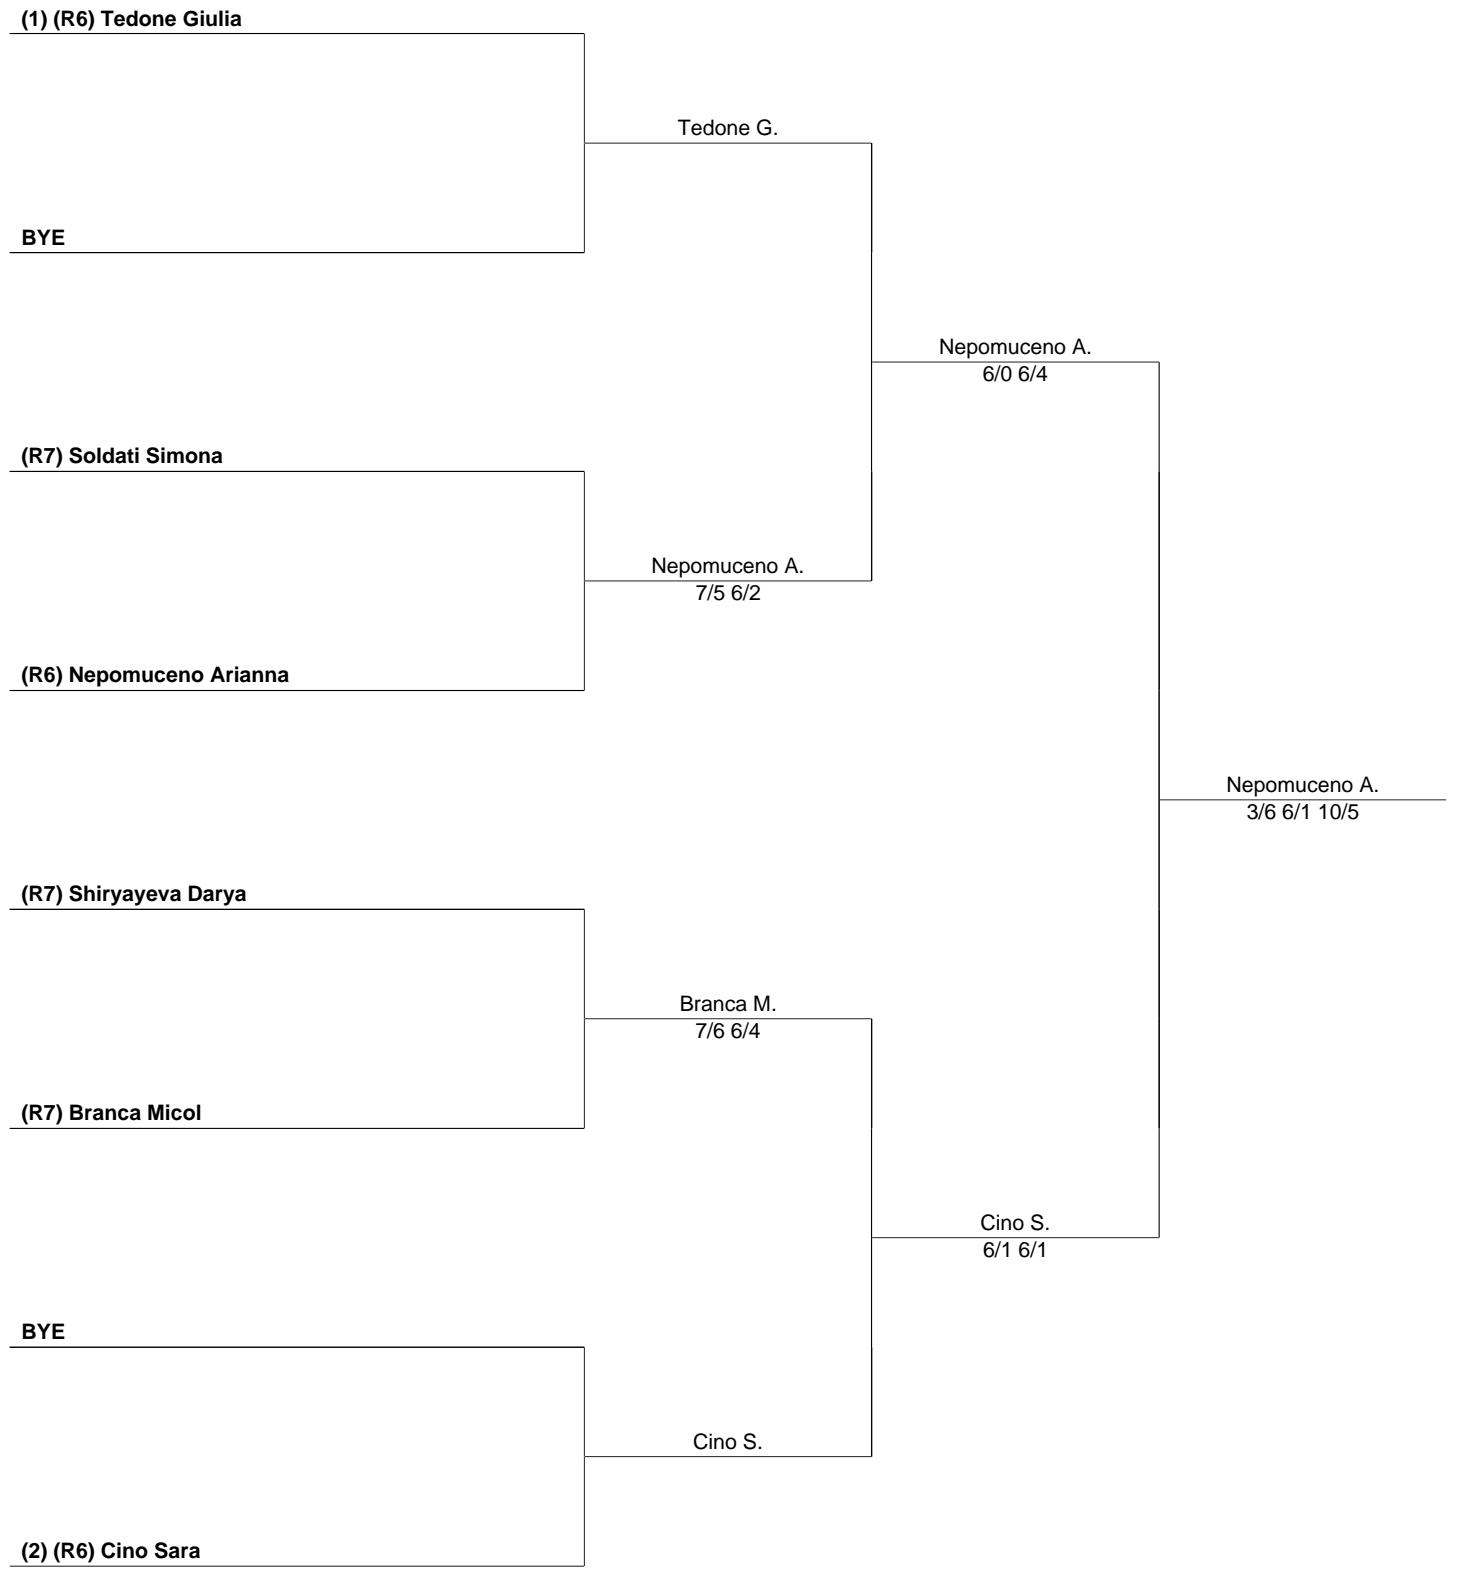 (1) (R6) Tedone Giulia
Tedone G.
BYE
Nepomuceno A.
6/0 6/4
(R7) Soldati Simona
Nepomuceno A.
7/5 6/2
(R6) Nepomuceno Arianna
Nepomuceno A.
3/6 6/1 10/5
(R7) Shiryayeva Darya
Branca M.
7/6 6/4
(R7) Branca Micol
Cino S.
6/1 6/1
BYE
Cino S.
(2) (R6) Cino Sara